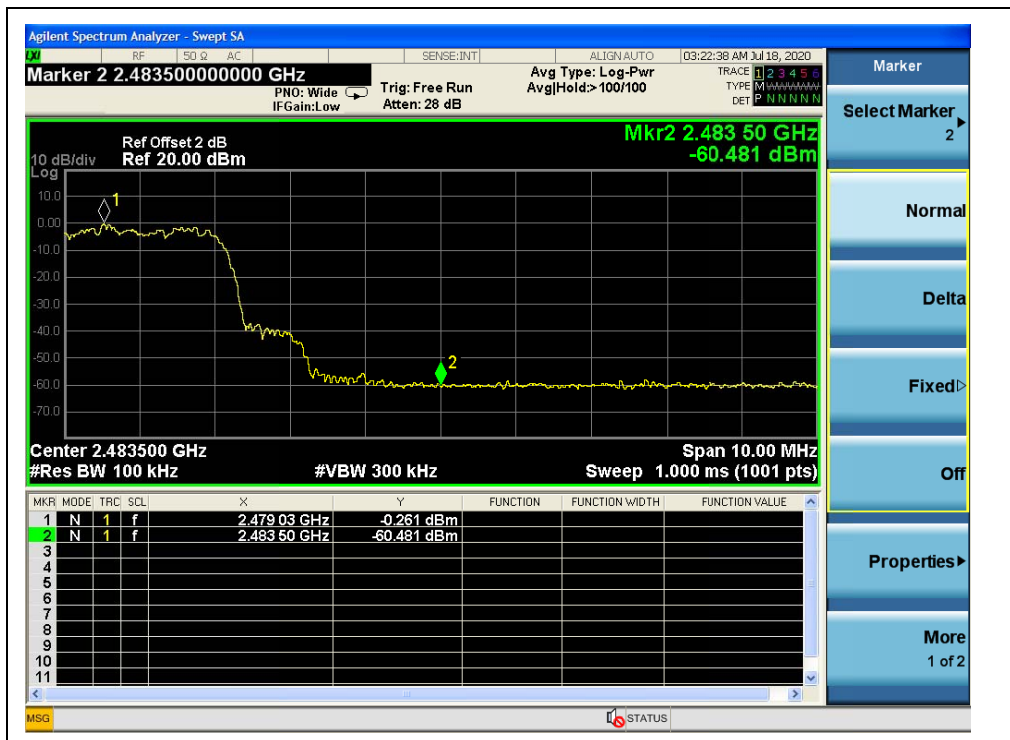 Agilent Spectrum Analyzer - Swept SA
LXI RF 50 Ω AC SENSE:INT ALIGN AUTO 03:22:38 AM Jul 18, 2020
Marker 2 2.483500000000 GHz
PNO: Wide
IFGain:Low
Trig: Free Run
Atten: 28 dB
Avg Type: Log-Pwr
Avg|Hold:>100/100
TRACE 1 2 3 4 5 6
TYPE M WWWWW
DET P N N N N N
Mkr2 2.483 50 GHz
-60.481 dBm
Ref Offset 2 dB
10 dB/div Ref 20.00 dBm
Log
10.0
0.00
-10.0
-20.0
-30.0
-40.0
-50.0
-60.0
-70.0
1
2
Center 2.483500 GHz Span 10.00 MHz
#Res BW 100 kHz #VBW 300 kHz Sweep 1.000 ms (1001 pts)
MKR MODE TRC SCL X Y FUNCTION FUNCTION WIDTH FUNCTION VALUE
1 N 1 f 2.479 03 GHz -0.261 dBm
2 N 1 f 2.483 50 GHz -60.481 dBm
3
4
5
6
7
8
9
10
11
MSG STATUS
Marker
Select Marker
2
Normal
Delta
Fixed
Off
Properties
More
1 of 2